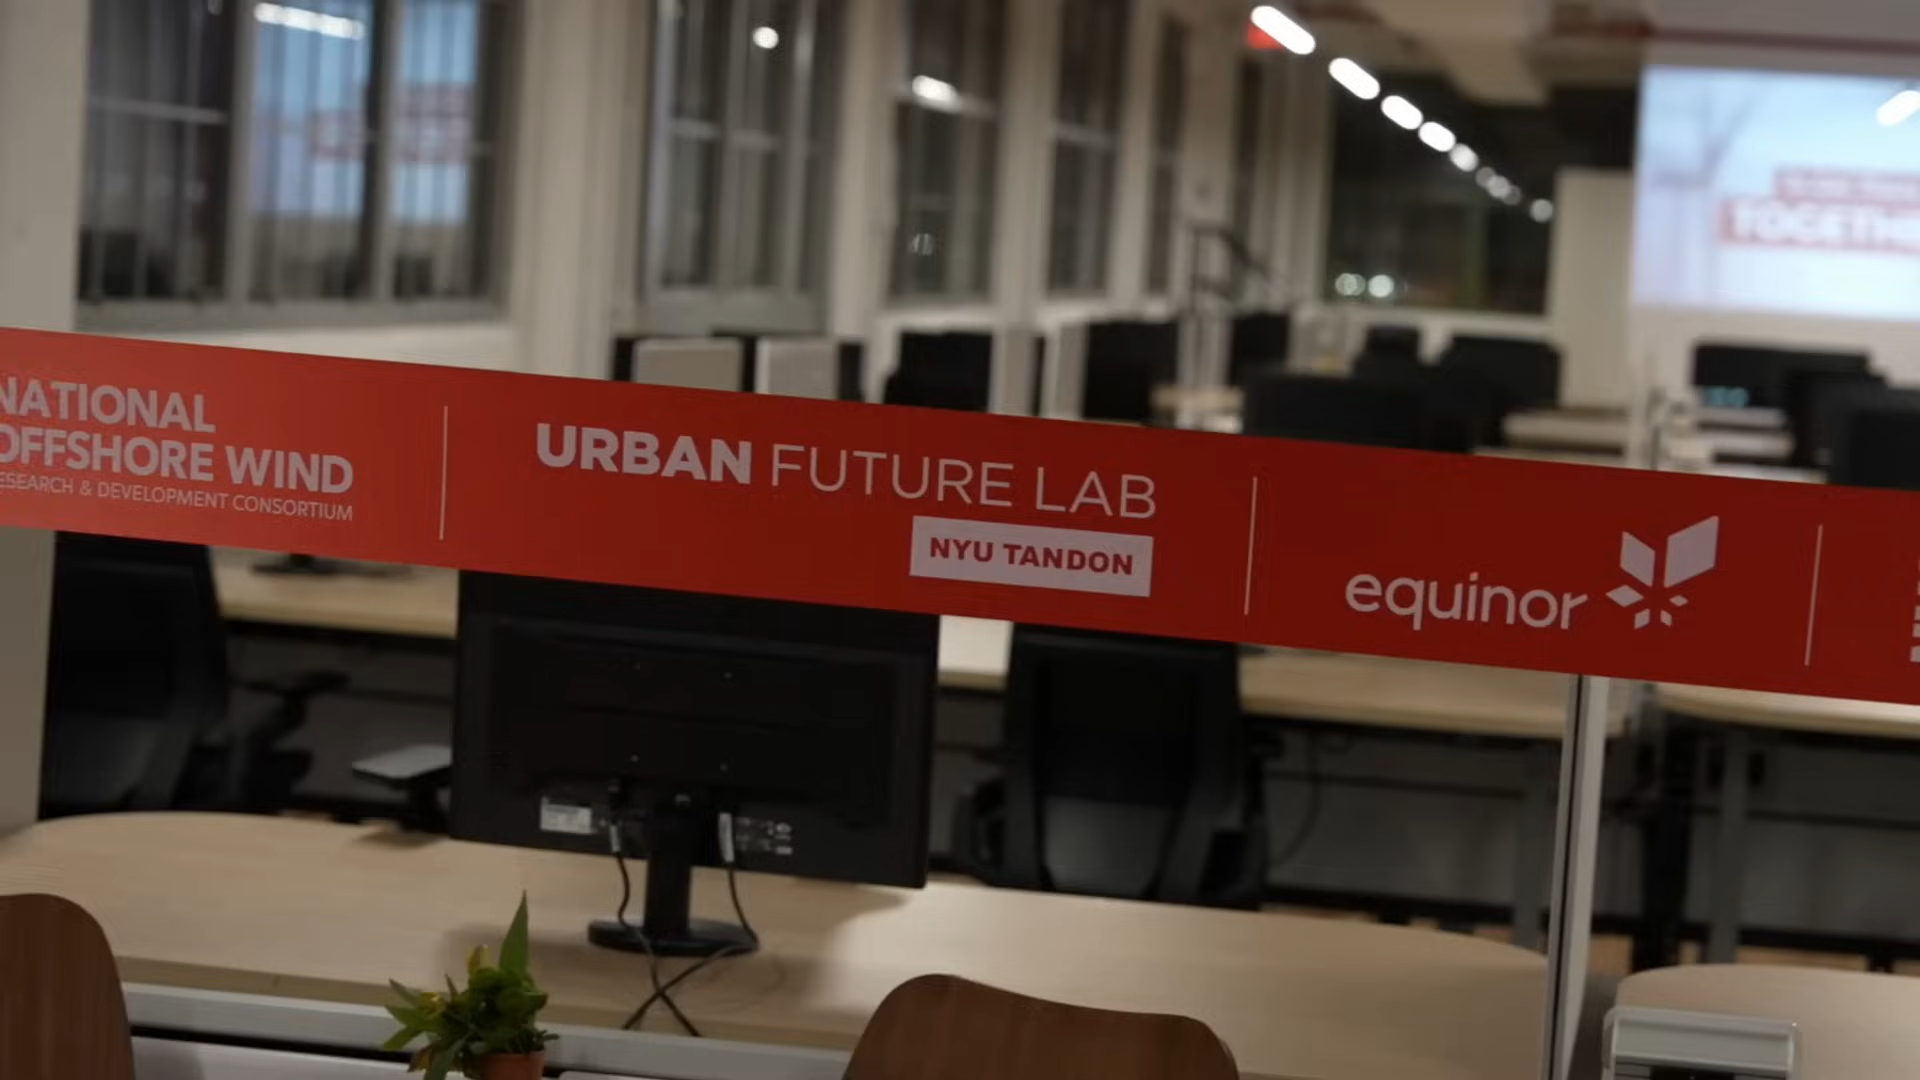 NATIONAL
OFFSHORE WIND
RESEARCH & DEVELOPMENT CONSORTIUM
URBAN FUTURE LAB
NYU TANDON
equinor